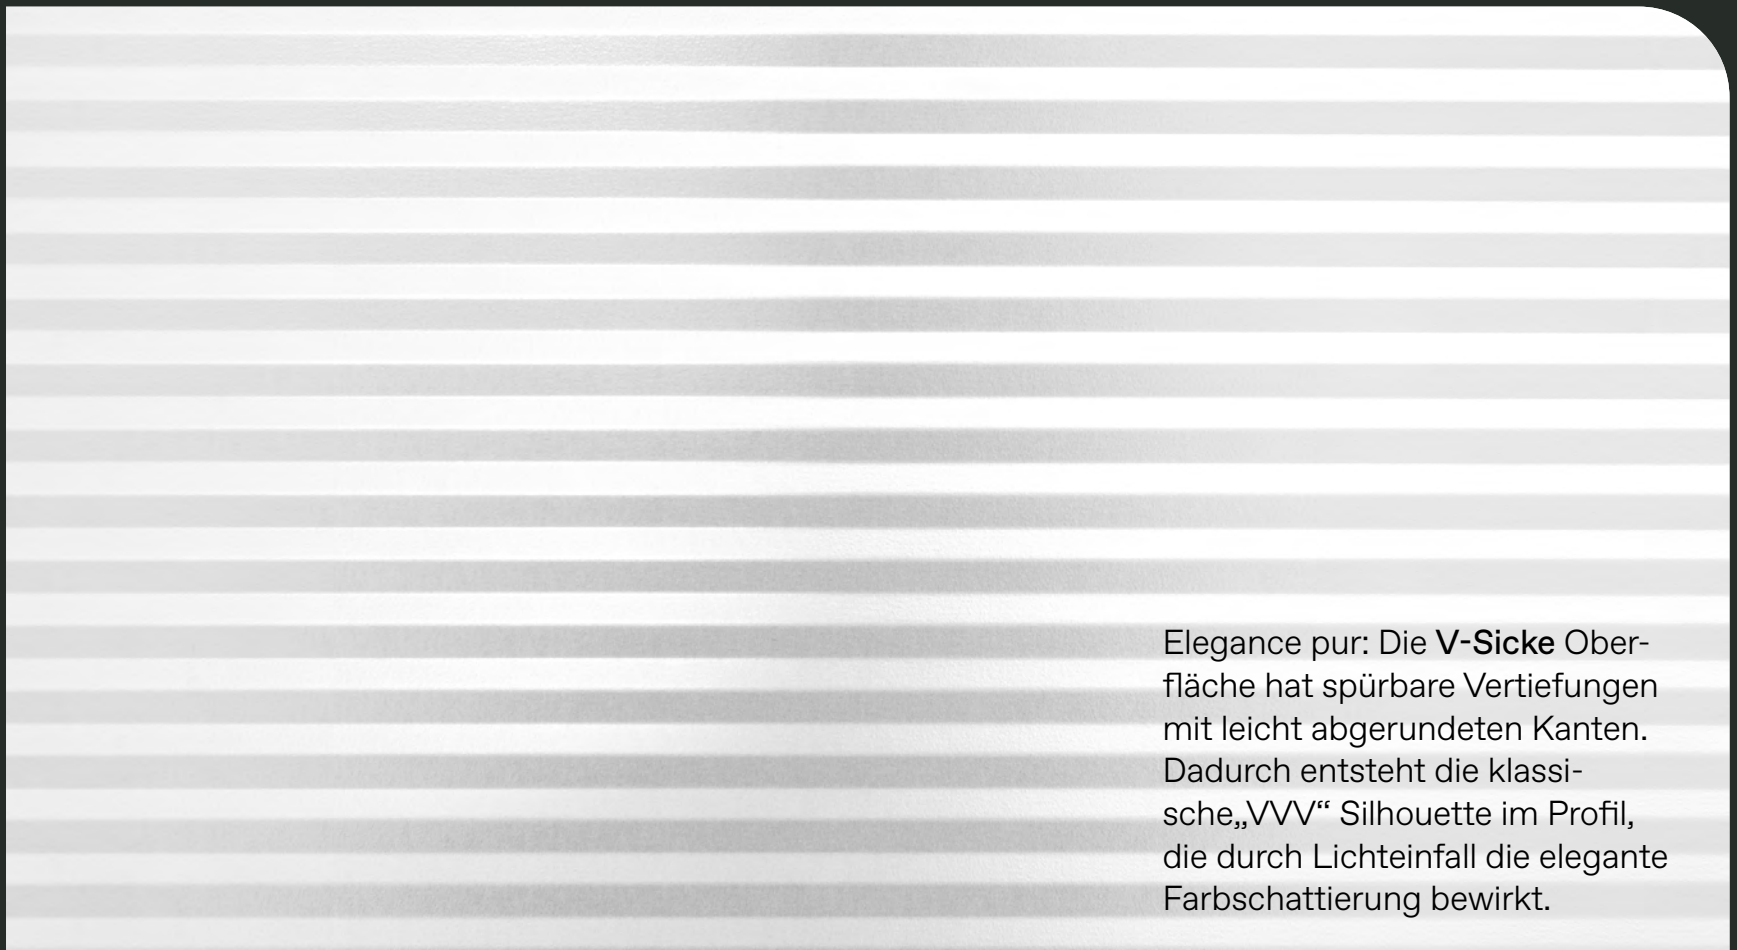 Elegance pur: Die V-Sicke Ober-
fläche hat spürbare Vertiefungen
mit leicht abgerundeten Kanten.
Dadurch entsteht die klassi-
sche„VVV“ Silhouette im Profil,
die durch Lichteinfall die elegante
Farbschattierung bewirkt.